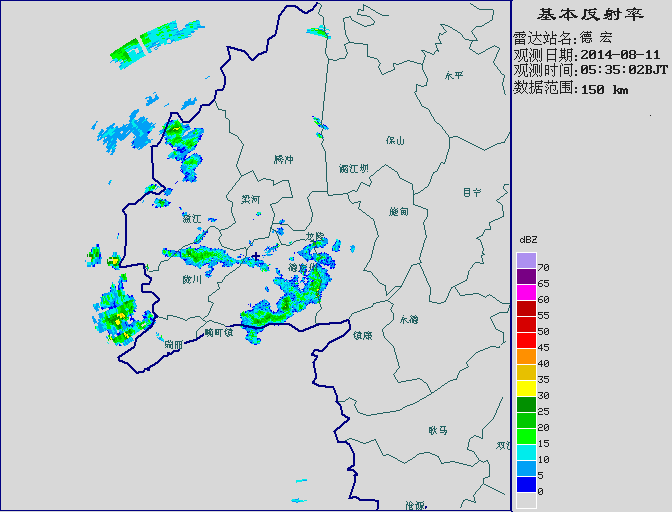 基本反射率
雷达站名:德 宏
观测日期:2014-08-11
观测时间:05:35:02BJT
数据范围:150 km
永平
保山
腾冲
潞江坝
昌宁
梁河
施甸
盈江
龙陵
陇川
畹町镇
瑞丽
镇康
永德
耿马
双江
沧源
dBZ
70
65
60
55
50
45
40
35
30
25
20
15
10
5
0